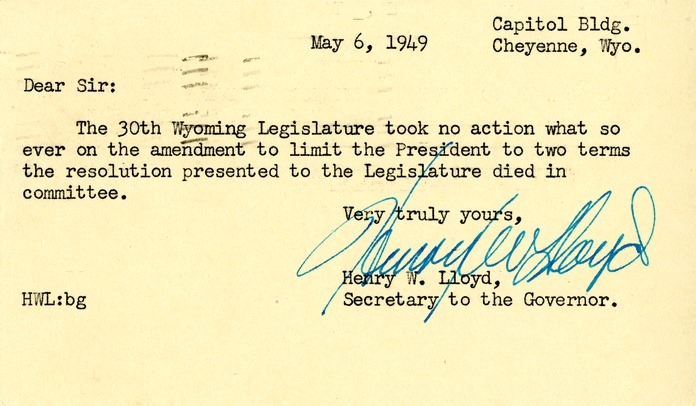 Capitol Bldg.
May 6, 1949 Cheyenne, Wyo.
Dear Sir:
The 30th Wyoming Legislature took no action what so
ever on the amendment to limit the President to two terms
the resolution presented to the Legislature died in
committee.
Very truly yours,
Henry W Lloyd
Henry W. Lloyd,
HWL:bg Secretary to the Governor.